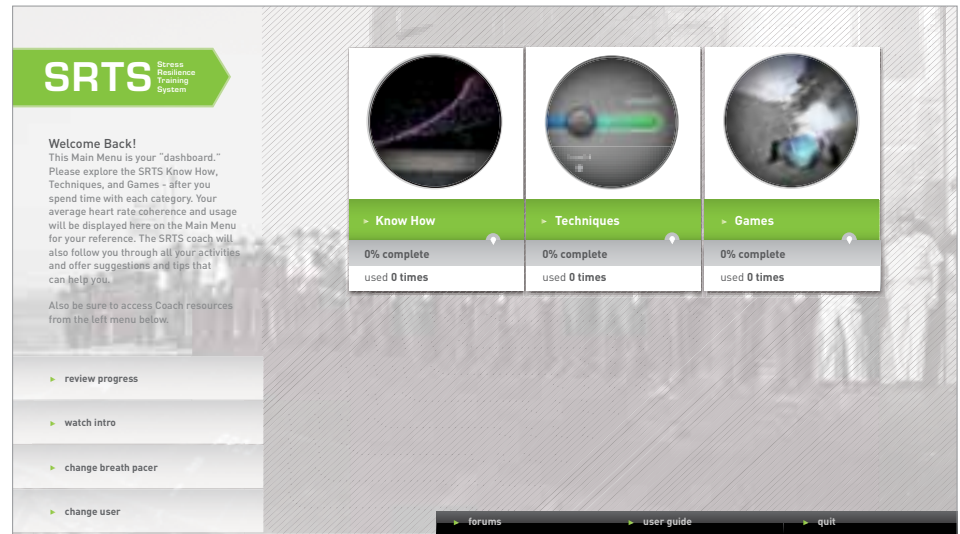 SRTS
Stress
Resilience
Training
System
Welcome Back!
This Main Menu is your "dashboard."
Please explore the SRTS Know How,
Techniques, and Games - after you
spend time with each category. Your
average heart rate coherence and usage
will be displayed here on the Main Menu
for your reference. The SRTS coach will
also follow you through all your activities
and offer suggestions and tips that
can help you.
Also be sure to access Coach resources
from the left menu below.
review progress
watch intro
change breath pacer
change user
Know How
0% complete
used 0 times
Techniques
0% complete
used 0 times
Games
0% complete
used 0 times
forums
user guide
quit